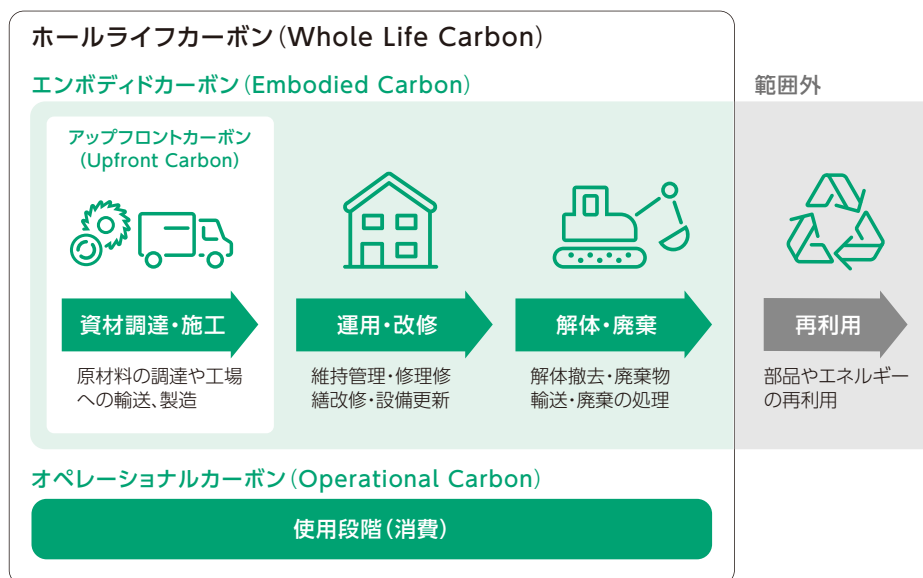 ホールライフカーボン(Whole Life Carbon)
エンボディドカーボン(Embodied Carbon)
範囲外
アップフロントカーボン
(Upfront Carbon)
資材調達・施工
原材料の調達や工場
への輸送、製造
運用・改修
維持管理・修理修
繕改修・設備更新
解体・廃棄
解体撤去・廃棄物
輸送・廃棄の処理
再利用
部品やエネルギー
の再利用
オペレーショナルカーボン(Operational Carbon)
使用段階(消費)